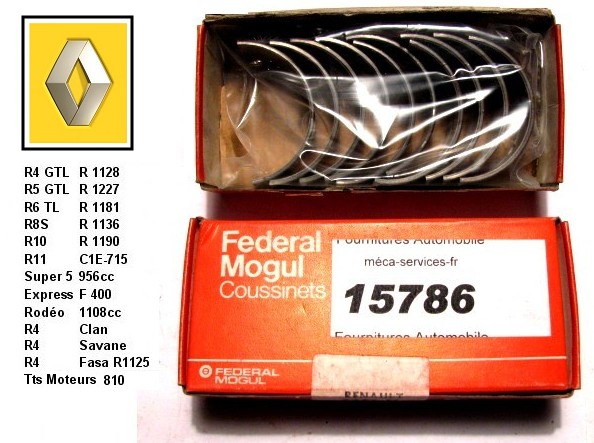 R4 GTL R 1128
R5 GTL R 1227
R6 TL R 1181
R8S R 1136
R10 R 1190
R11 C1E-715
Super 5 956cc
Express F 400
Rodéo 1108cc
R4 Clan
R4 Savane
R4 Fasa R1125
Tts Moteurs 810
Federal
Mogul
Coussinets
Fournitures Automobile
méca-services-fr
15786
Fournitures Automobile
FEDERAL
MOGUL
RENAULT